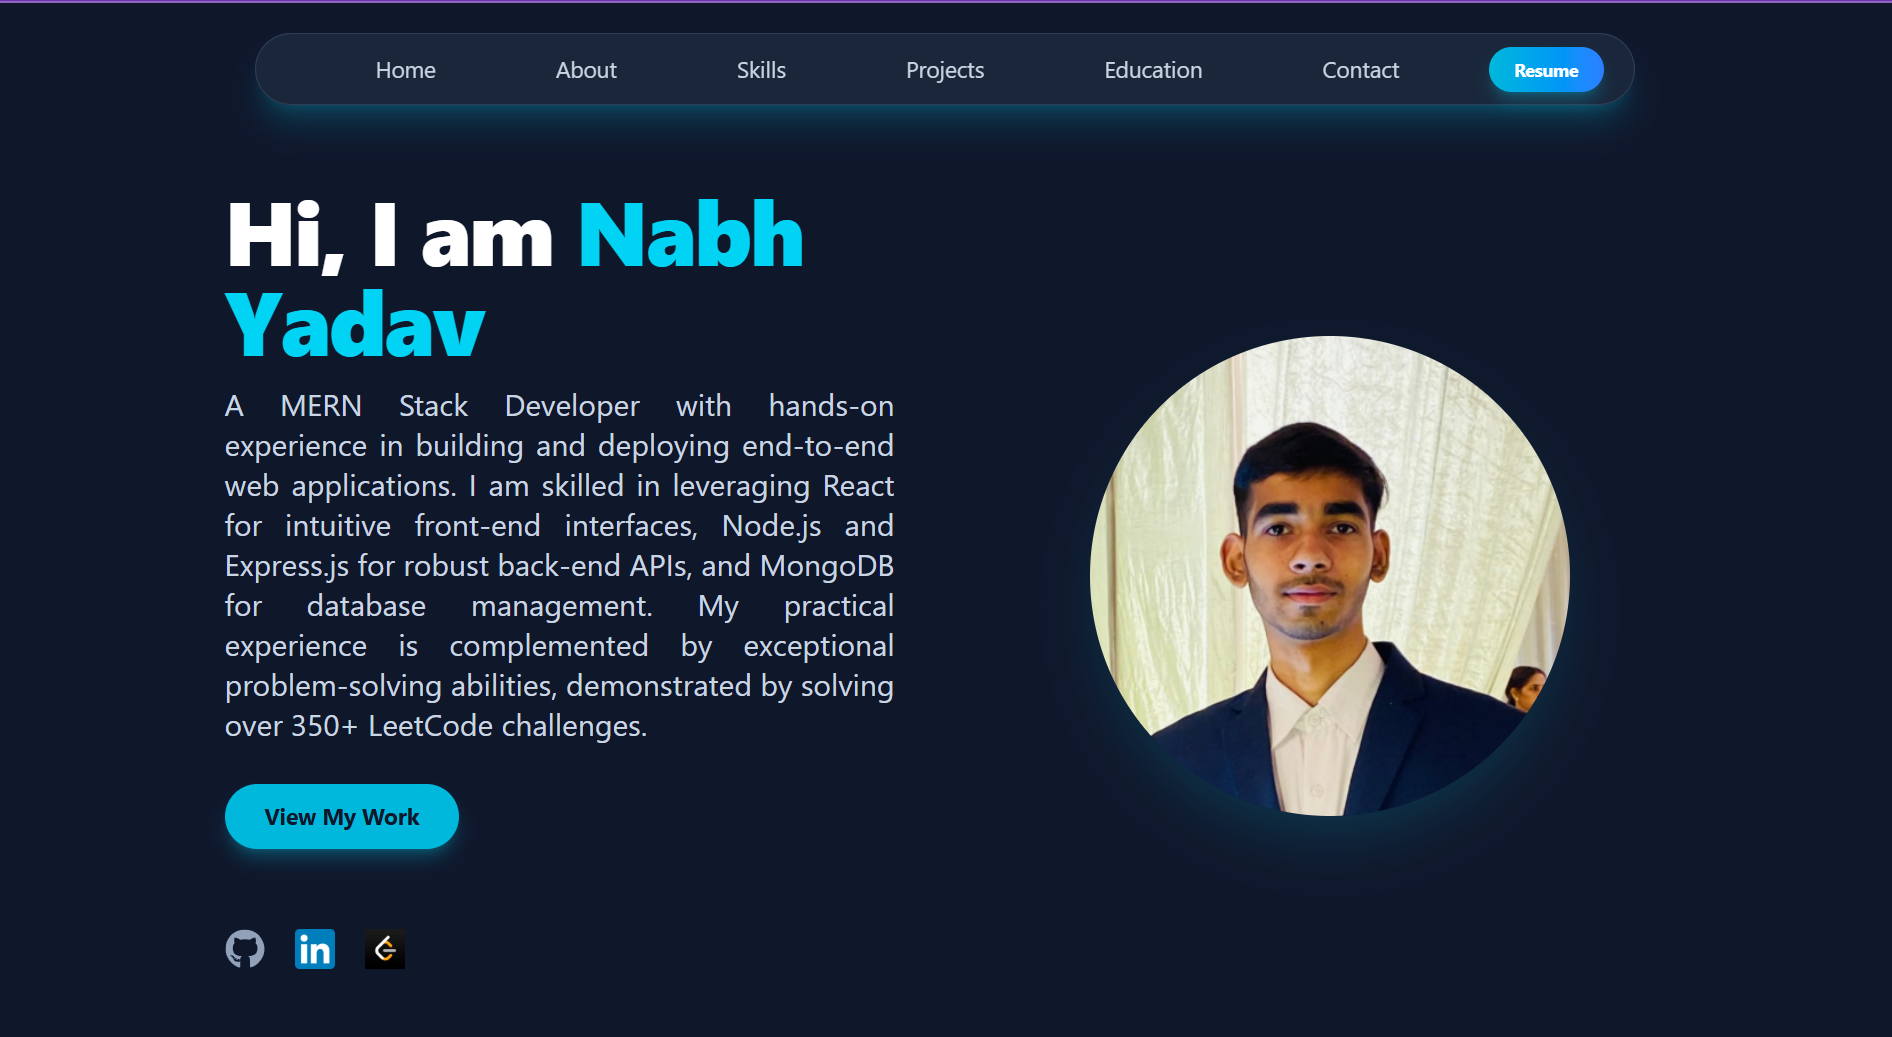 Home About Skills Projects Education Contact Resume
Hi, I am Nabh
Yadav
A MERN Stack Developer with hands-on
experience in building and deploying end-to-end
web applications. I am skilled in leveraging React
for intuitive front-end interfaces, Node.js and
Express.js for robust back-end APIs, and MongoDB
for database management. My practical
experience is complemented by exceptional
problem-solving abilities, demonstrated by solving
over 350+ LeetCode challenges.
View My Work
in